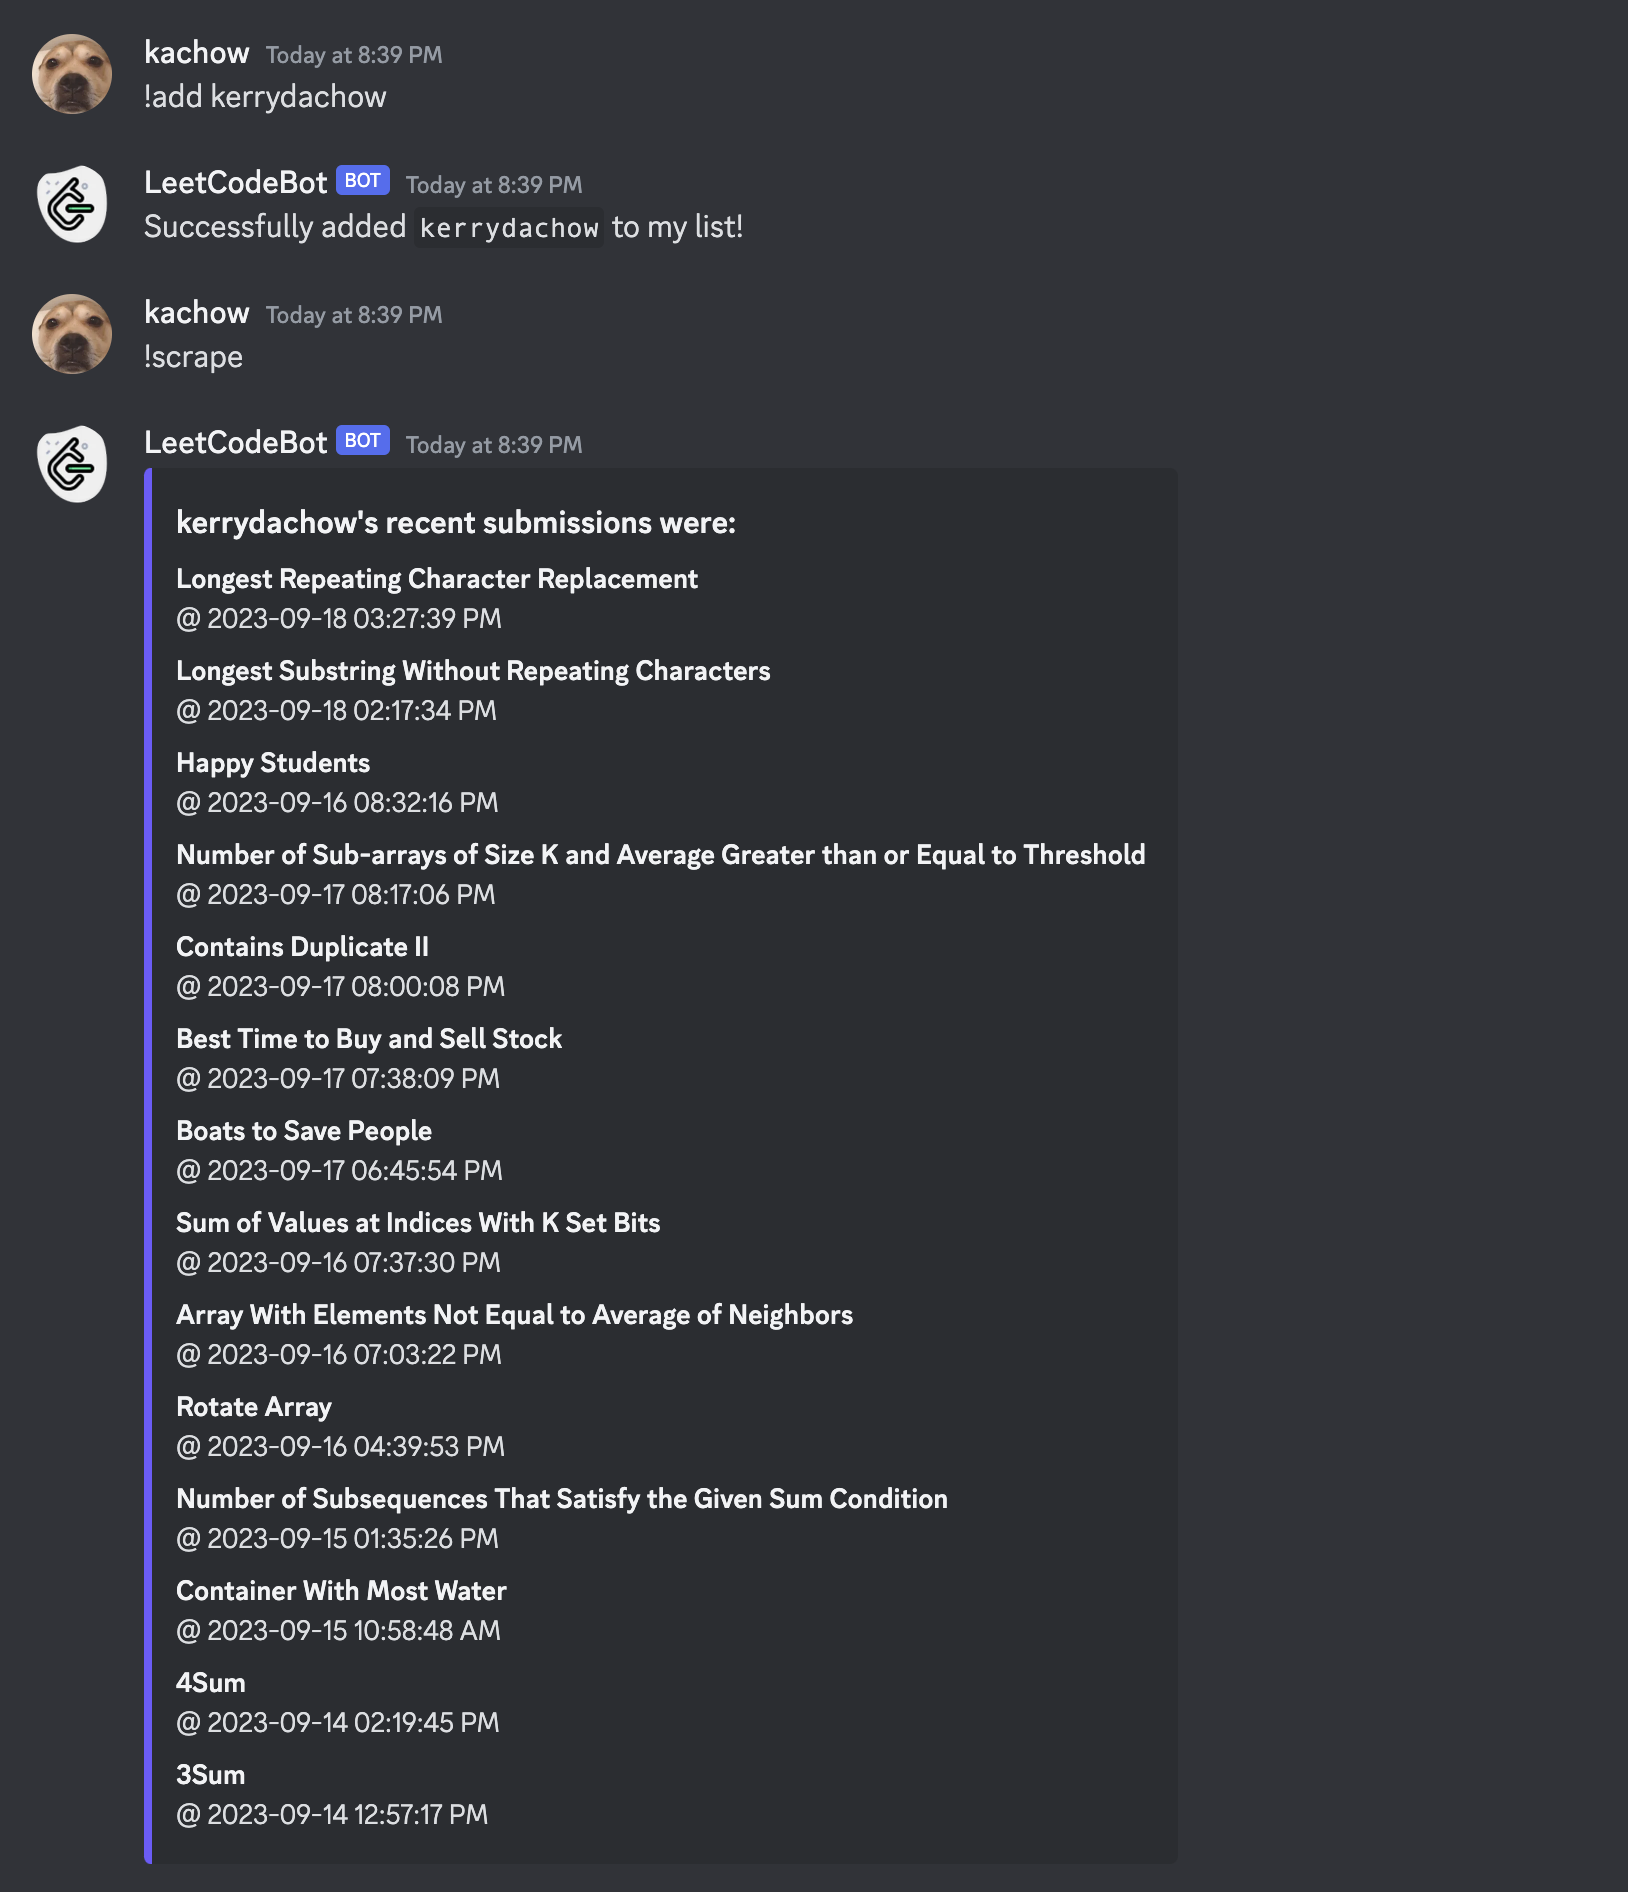 kachow Today at 8:39 PM
!add kerrydachow
LeetCodeBot BOT Today at 8:39 PM
Successfully added kerrydachow to my list!
kachow Today at 8:39 PM
!scrape
LeetCodeBot BOT Today at 8:39 PM
kerrydachow's recent submissions were:
Longest Repeating Character Replacement
@ 2023-09-18 03:27:39 PM
Longest Substring Without Repeating Characters
@ 2023-09-18 02:17:34 PM
Happy Students
@ 2023-09-16 08:32:16 PM
Number of Sub-arrays of Size K and Average Greater than or Equal to Threshold
@ 2023-09-17 08:17:06 PM
Contains Duplicate II
@ 2023-09-17 08:00:08 PM
Best Time to Buy and Sell Stock
@ 2023-09-17 07:38:09 PM
Boats to Save People
@ 2023-09-17 06:45:54 PM
Sum of Values at Indices With K Set Bits
@ 2023-09-16 07:37:30 PM
Array With Elements Not Equal to Average of Neighbors
@ 2023-09-16 07:03:22 PM
Rotate Array
@ 2023-09-16 04:39:53 PM
Number of Subsequences That Satisfy the Given Sum Condition
@ 2023-09-15 01:35:26 PM
Container With Most Water
@ 2023-09-15 10:58:48 AM
4Sum
@ 2023-09-14 02:19:45 PM
3Sum
@ 2023-09-14 12:57:17 PM